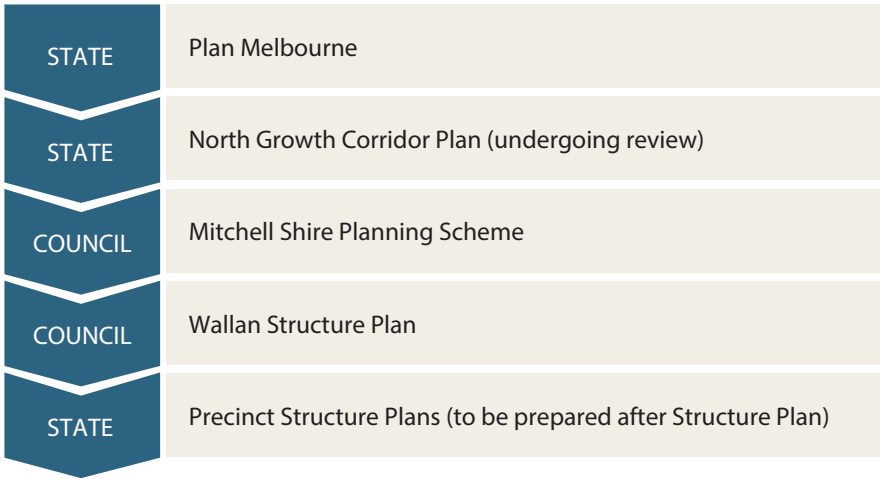 STATE
Plan Melbourne
STATE
North Growth Corridor Plan (undergoing review)
COUNCIL
Mitchell Shire Planning Scheme
COUNCIL
Wallan Structure Plan
STATE
Precinct Structure Plans (to be prepared after Structure Plan)